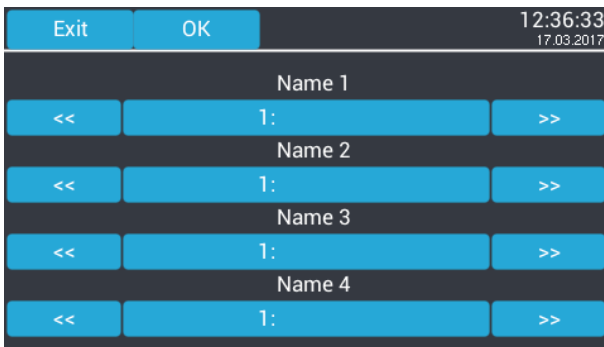 Exit OK 12:36:33
17.03.2017
Name 1
<< 1: >>
Name 2
<< 1: >>
Name 3
<< 1: >>
Name 4
<< 1: >>